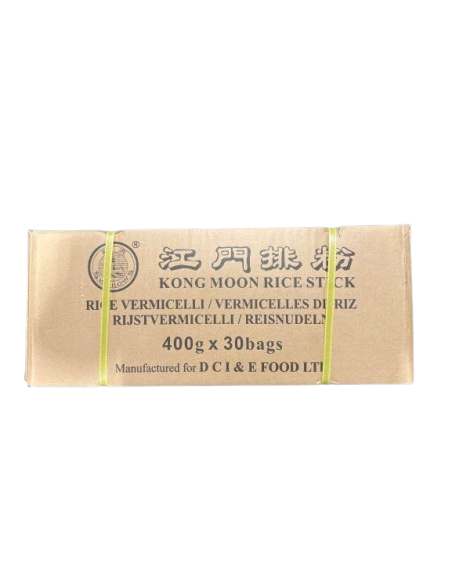 江門排粉
KONG MOON RICE STICK
RICE VERMICELLI / VERMICELLES DE RIZ
RIJSTVERMICELLI / REISNUDELN
400g x 30bags
Manufactured for D C I & E FOOD LTD